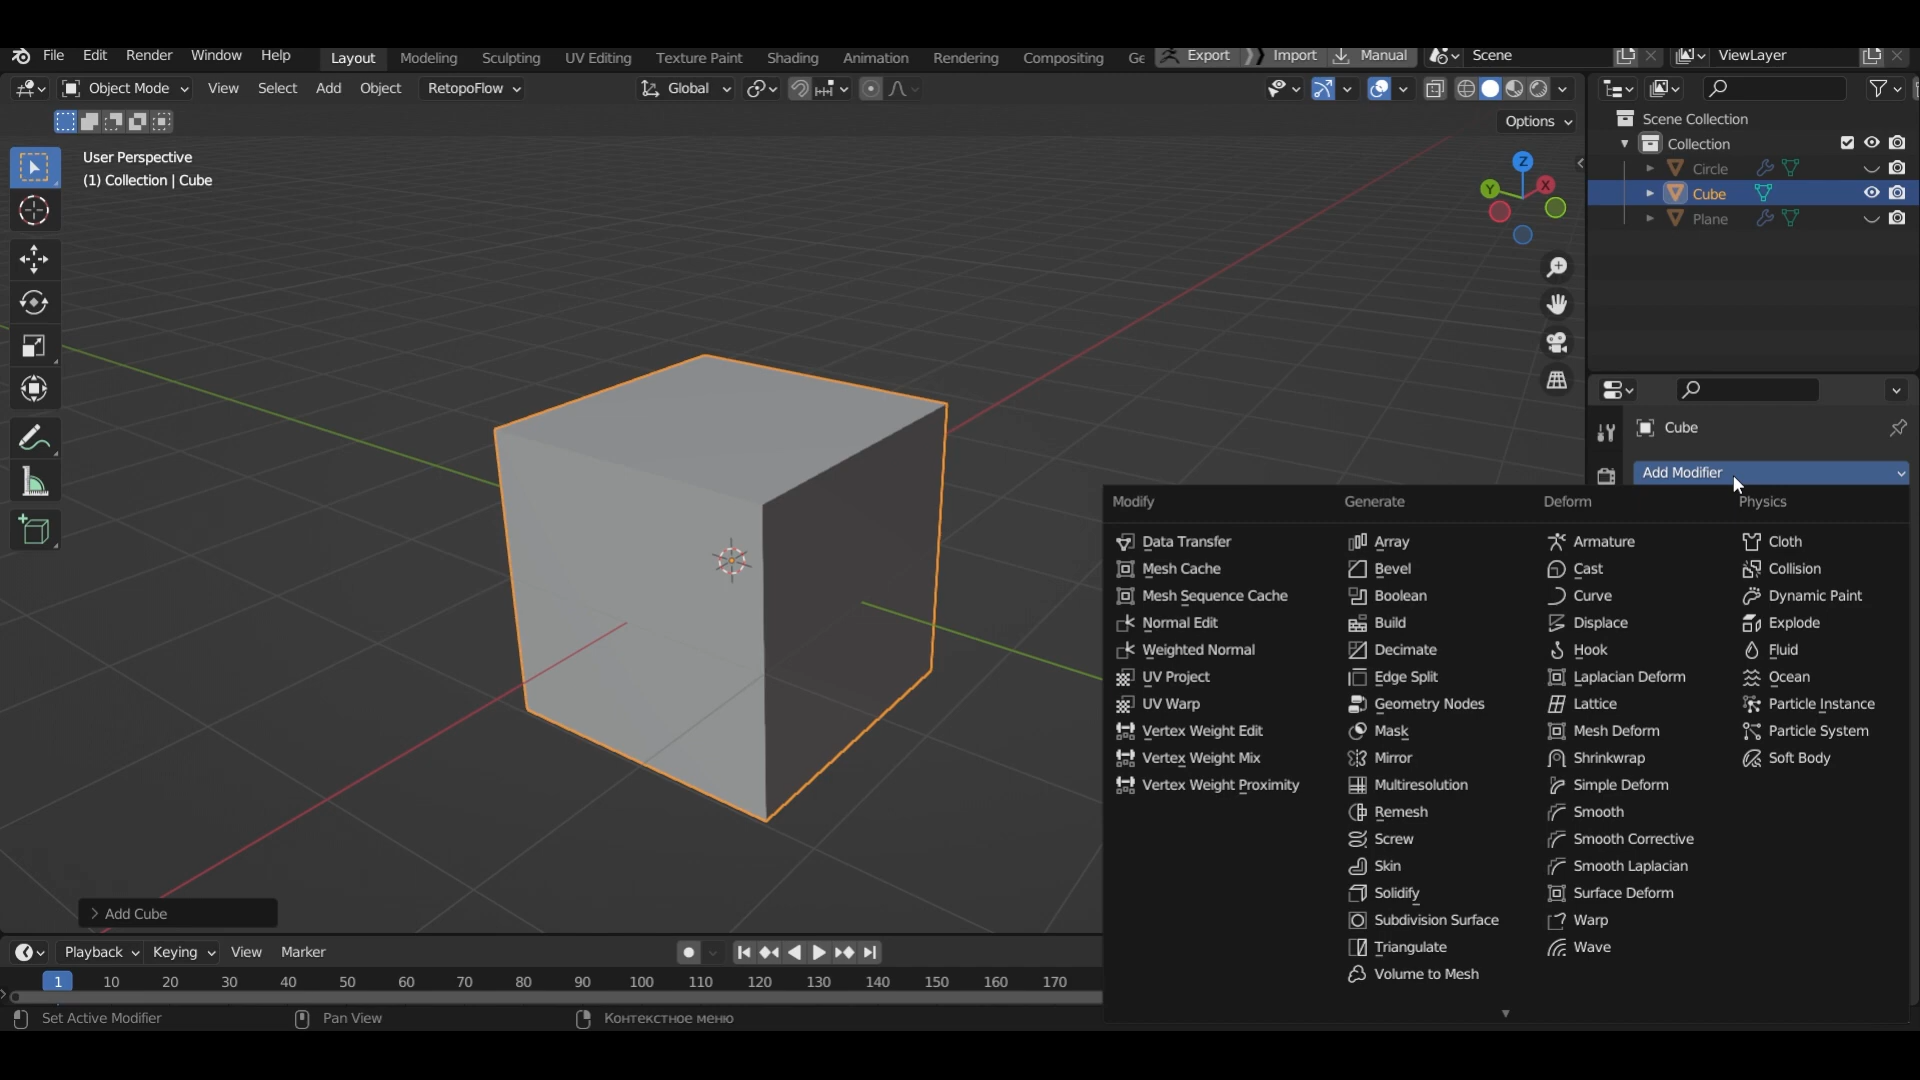 File Edit Render Window Help Layout Modeling Sculpting UV Editing Texture Paint Shading Animation Rendering Compositing Ge Export Import Manual Scene ViewLayer
Object Mode View Select Add Object RetopoFlow Global
Options
User Perspective
(1) Collection | Cube
Z
Y
X
Scene Collection
Collection
Circle
Cube
Plane
Cube
Add Modifier
Modify Generate Deform Physics
Data Transfer Array Armature Cloth
Mesh Cache Bevel Cast Collision
Mesh Sequence Cache Boolean Curve Dynamic Paint
Normal Edit Build Displace Explode
Weighted Normal Decimate Hook Fluid
UV Project Edge Split Laplacian Deform Ocean
UV Warp Geometry Nodes Lattice Particle Instance
Vertex Weight Edit Mask Mesh Deform Particle System
Vertex Weight Mix Mirror Shrinkwrap Soft Body
Vertex Weight Proximity Multiresolution Simple Deform
Remesh Smooth
Screw Smooth Corrective
Skin Smooth Laplacian
Solidify Surface Deform
Subdivision Surface Warp
Triangulate Wave
Volume to Mesh
Add Cube
Playback Keying View Marker
1 10 20 30 40 50 60 70 80 90 100 110 120 130 140 150 160 170
Set Active Modifier Pan View Контекстное меню